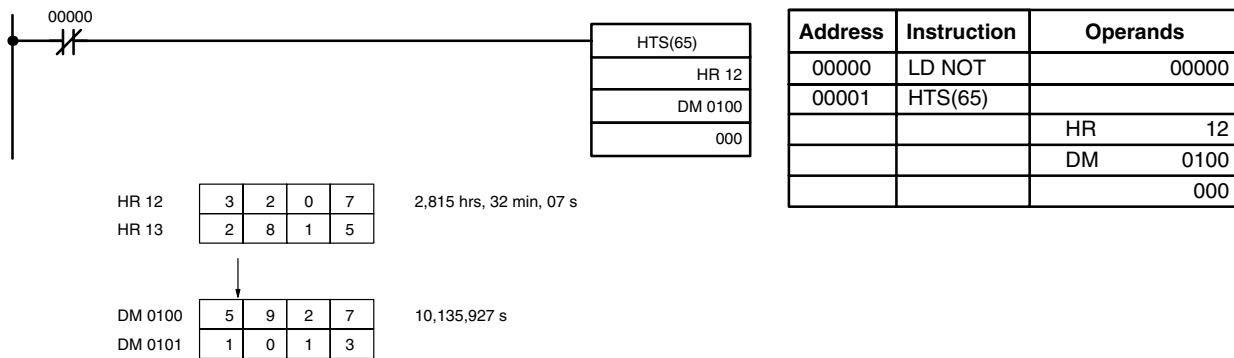 00000
HTS(65)
HR 12
DM 0100
000
Address Instruction Operands
00000 LD NOT 00000
00001 HTS(65)
HR 12
DM 0100
000
HR 12 3 2 0 7 2,815 hrs, 32 min, 07 s
HR 13 2 8 1 5
DM 0100 5 9 2 7 10,135,927 s
DM 0101 1 0 1 3